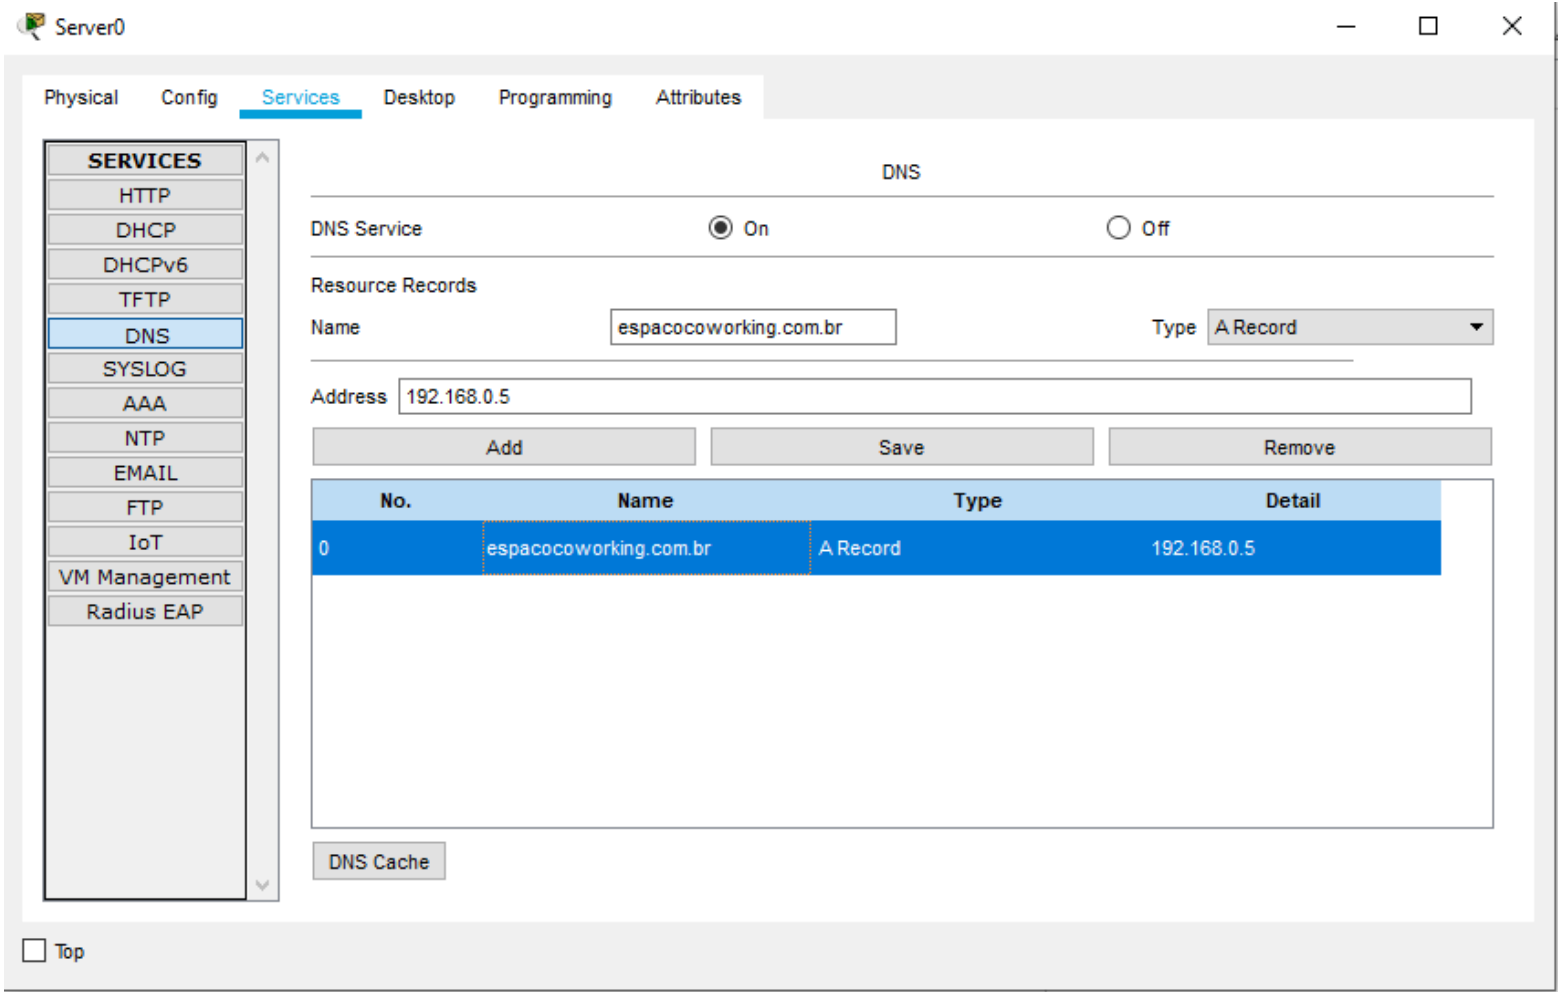 Server0
Physical Config Services Desktop Programming Attributes
SERVICES
HTTP
DHCP
DHCPv6
TFTP
DNS
SYSLOG
AAA
NTP
EMAIL
FTP
IoT
VM Management
Radius EAP
DNS
DNS Service On Off
Resource Records
Name espacocoworking.com.br Type A Record
Address 192.168.0.5
Add Save Remove
No. Name Type Detail
0 espacocoworking.com.br A Record 192.168.0.5
DNS Cache
Top